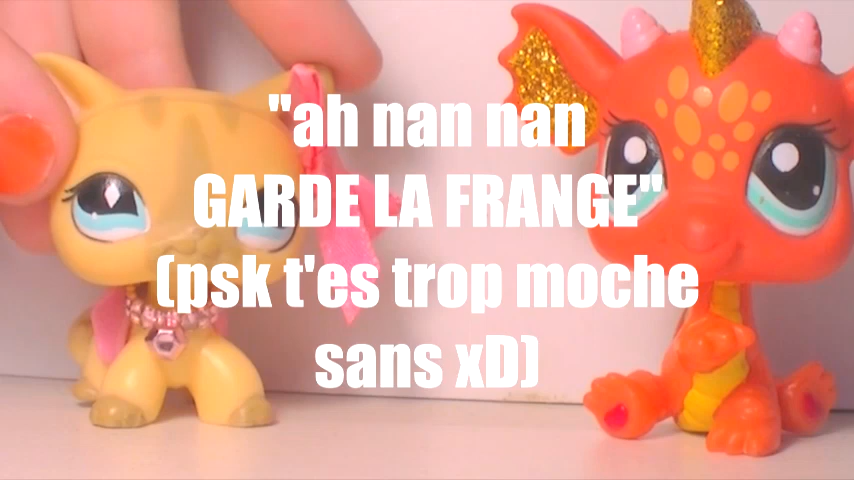 "ah nan nan
GARDE LA FRANGE"
(psk t'es trop moche
sans xD)